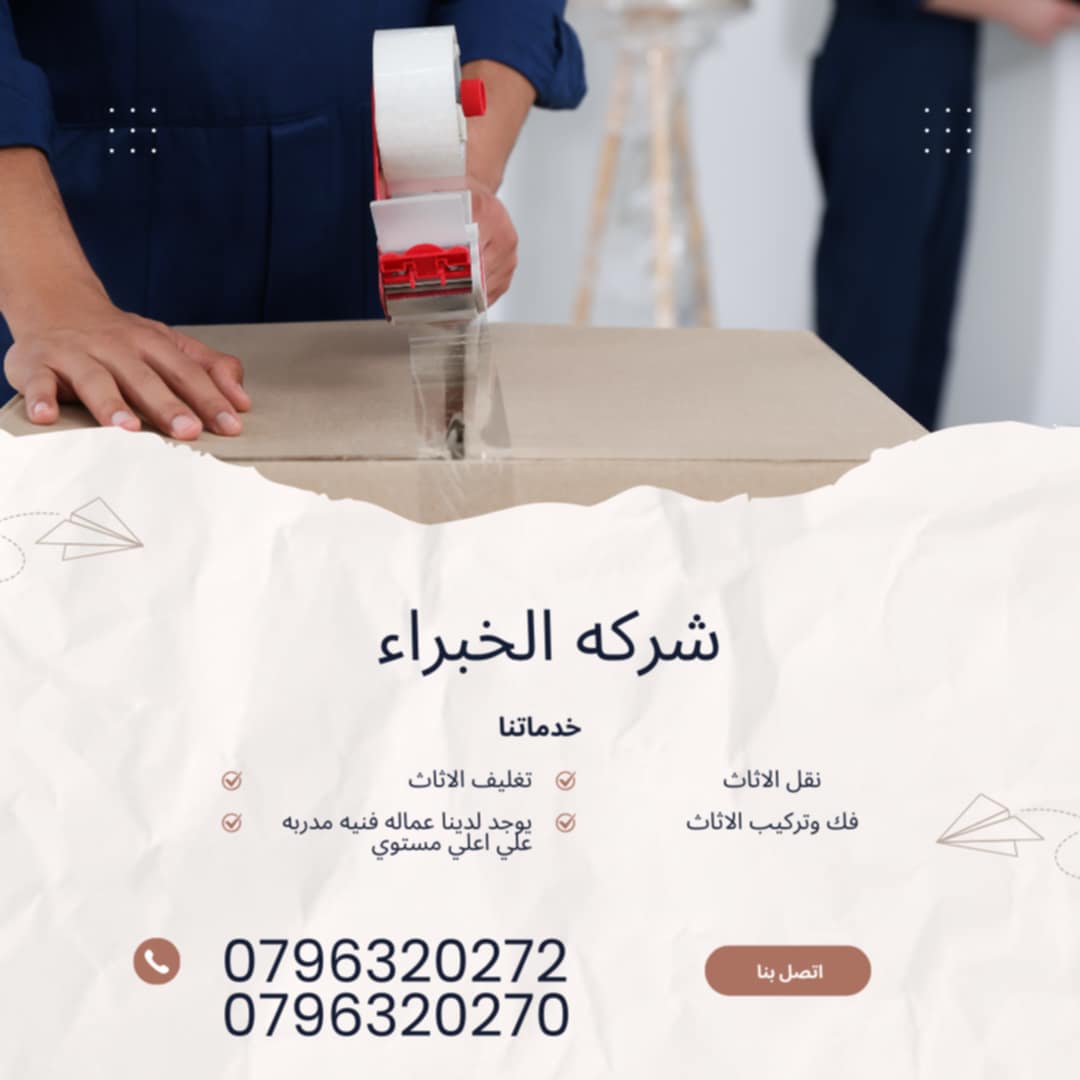 شركه الخبراء
خدماتنا
نقل الاثاث
تغليف الاثاث
فك وتركيب الاثاث
يوجد لدينا عماله فنيه مدربه
علي اعلي مستوي
اتصل بنا
0796320272
0796320270